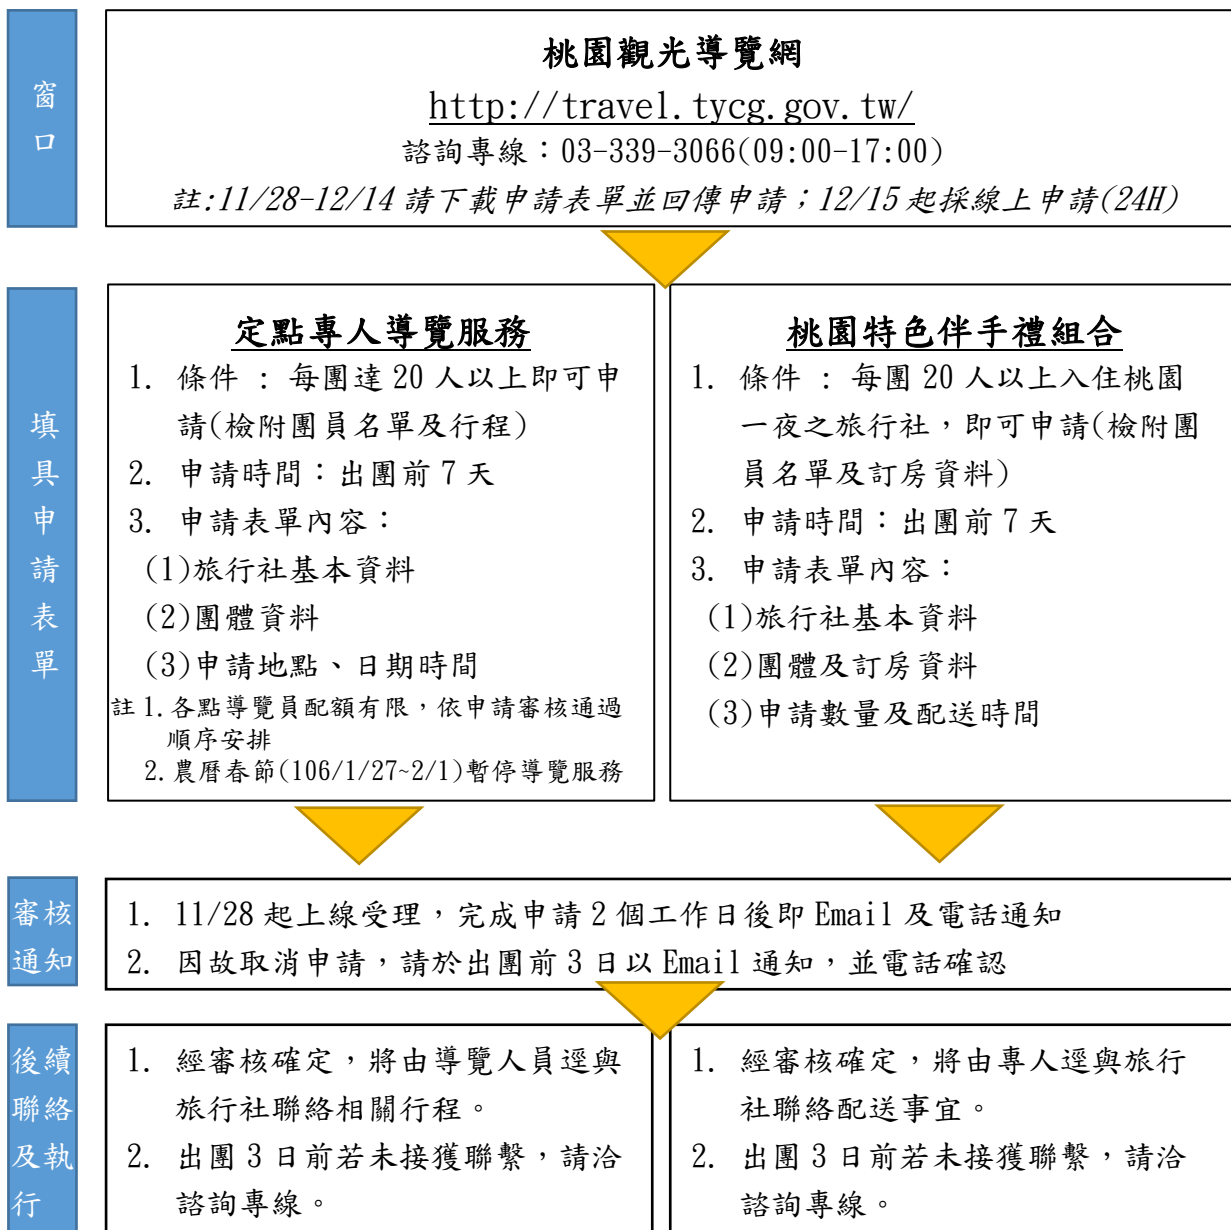 窗
口
桃園觀光導覽網
http://travel.tycg.gov.tw/
諮詢專線：03-339-3066(09:00-17:00)
註:11/28-12/14 請下載申請表單並回傳申請；12/15 起採線上申請(24H)
填
具
申
請
表
單
定點專人導覽服務
1. 條件 : 每團達 20 人以上即可申
請(檢附團員名單及行程)
2. 申請時間：出團前 7 天
3. 申請表單內容：
(1)旅行社基本資料
(2)團體資料
(3)申請地點、日期時間
註 1.各點導覽員配額有限，依申請審核通過
順序安排
2.農曆春節(106/1/27~2/1)暫停導覽服務
桃園特色伴手禮組合
1. 條件 : 每團 20 人以上入住桃園
一夜之旅行社，即可申請(檢附團
員名單及訂房資料)
2. 申請時間：出團前 7 天
3. 申請表單內容：
(1)旅行社基本資料
(2)團體及訂房資料
(3)申請數量及配送時間
審核
通知
1. 11/28 起上線受理，完成申請 2 個工作日後即 Email 及電話通知
2. 因故取消申請，請於出團前 3 日以 Email 通知，並電話確認
後續
聯絡
及執
行
1. 經審核確定，將由導覽人員逕與
旅行社聯絡相關行程。
2. 出團 3 日前若未接獲聯繫，請洽
諮詢專線。
1. 經審核確定，將由專人逕與旅行
社聯絡配送事宜。
2. 出團 3 日前若未接獲聯繫，請洽
諮詢專線。